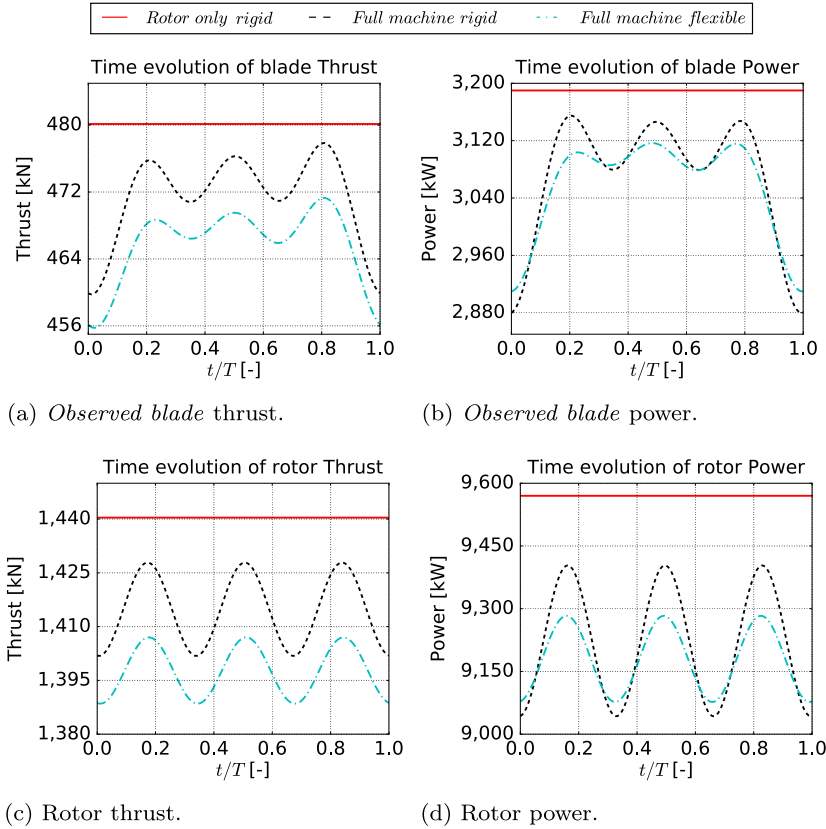 Rotor only rigid Full machine rigid Full machine flexible
Time evolution of blade Thrust
480
472
464
456
Thrust [kN]
0.0 0.2 0.4 0.6 0.8 1.0
t/T [-]
(a) Observed blade thrust.
Time evolution of blade Power
3,200
3,120
3,040
2,960
2,880
Power [kW]
0.0 0.2 0.4 0.6 0.8 1.0
t/T [-]
(b) Observed blade power.
Time evolution of rotor Thrust
1,440
1,425
1,410
1,395
1,380
Thrust [kN]
0.0 0.2 0.4 0.6 0.8 1.0
t/T [-]
(c) Rotor thrust.
Time evolution of rotor Power
9,600
9,450
9,300
9,150
9,000
Power [kW]
0.0 0.2 0.4 0.6 0.8 1.0
t/T [-]
(d) Rotor power.